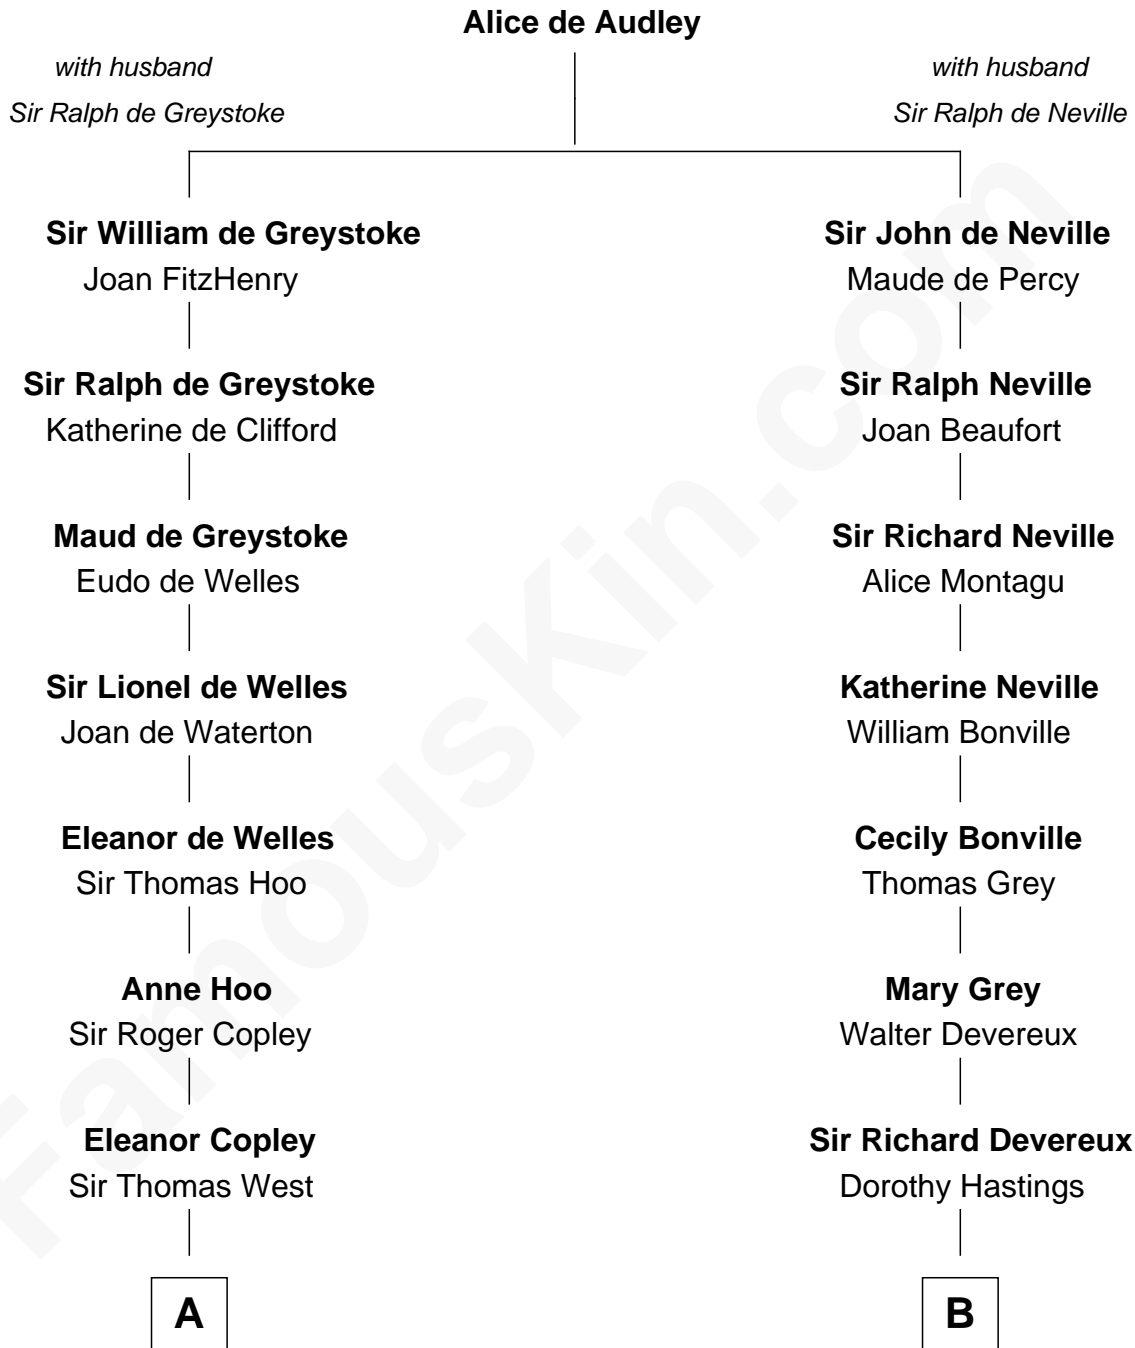 Alice de Audley
with husband
Sir Ralph de Greystoke
with husband
Sir Ralph de Neville
Sir William de Greystoke
Joan FitzHenry
Sir Ralph de Greystoke
Katherine de Clifford
Maud de Greystoke
Eudo de Welles
Sir Lionel de Welles
Joan de Waterton
Eleanor de Welles
Sir Thomas Hoo
Anne Hoo
Sir Roger Copley
Eleanor Copley
Sir Thomas West
A
Sir John de Neville
Maude de Percy
Sir Ralph Neville
Joan Beaufort
Sir Richard Neville
Alice Montagu
Katherine Neville
William Bonville
Cecily Bonville
Thomas Grey
Mary Grey
Walter Devereux
Sir Richard Devereux
Dorothy Hastings
B
FamousKin.com